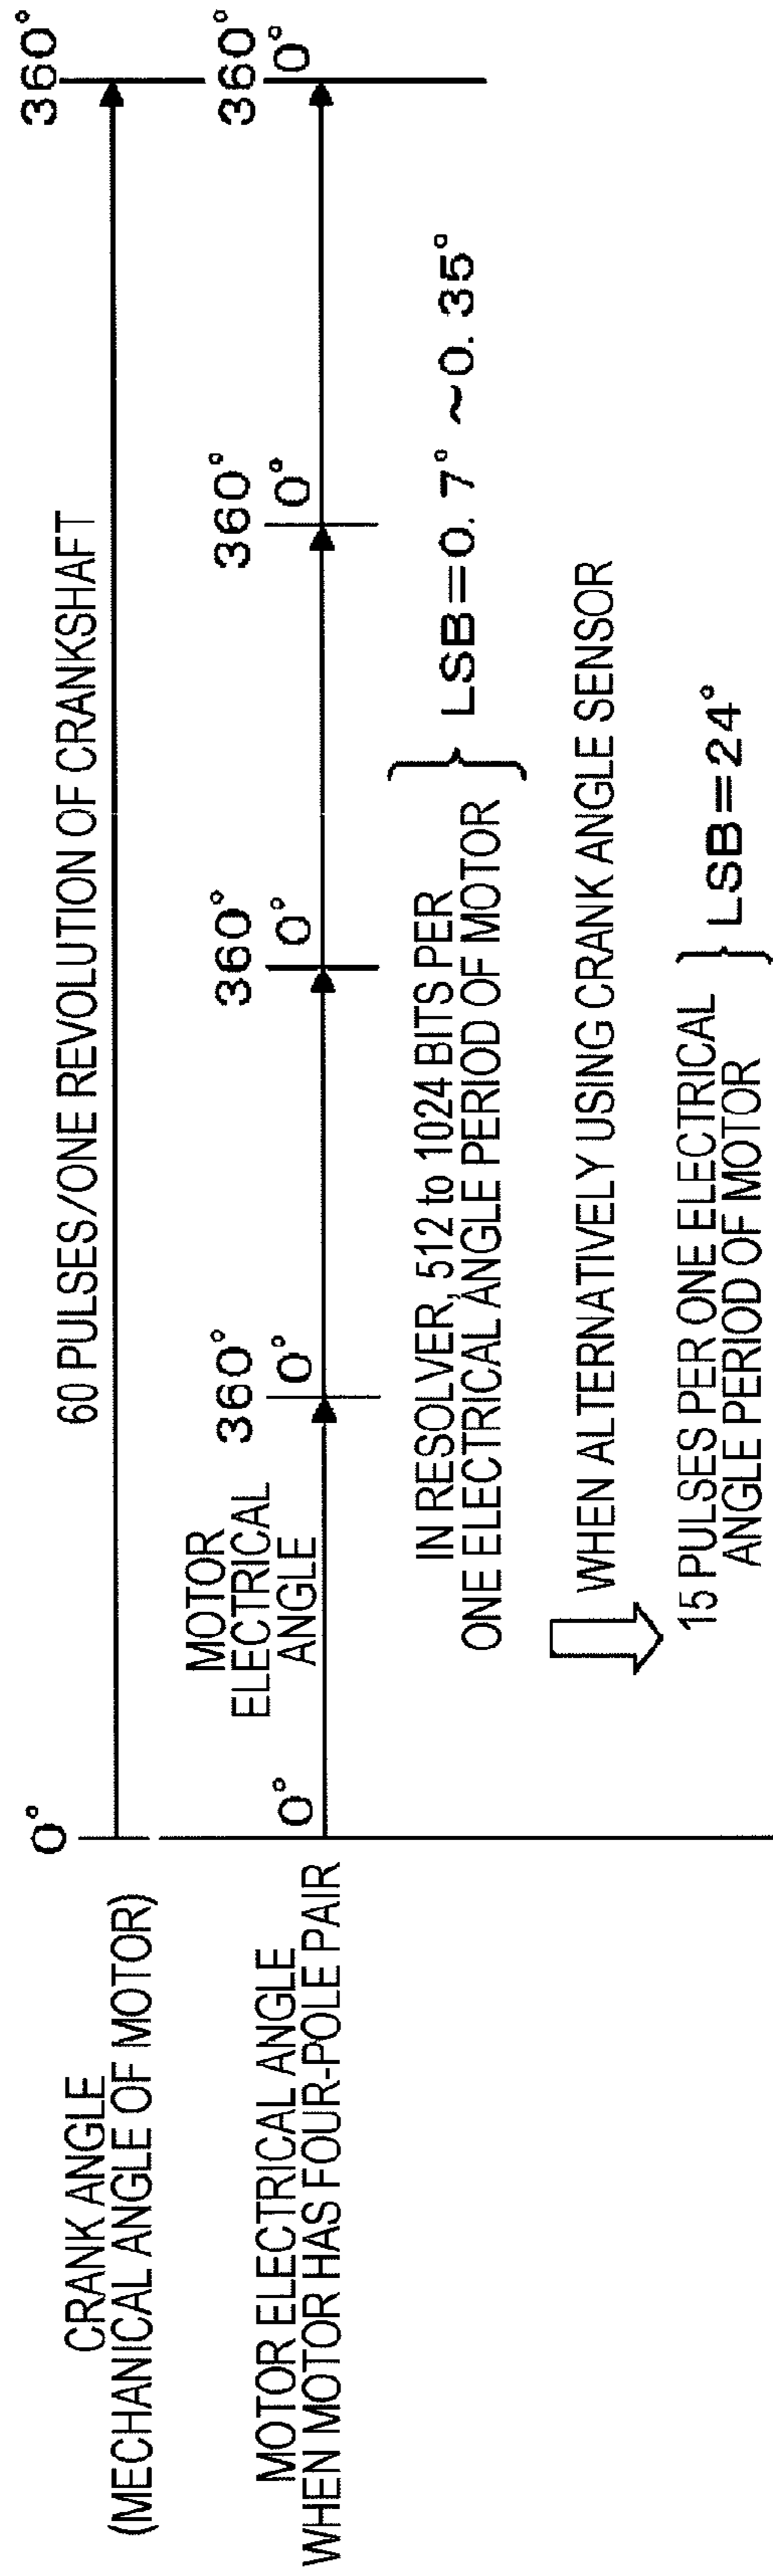 CRANK ANGLE
(MECHANICAL ANGLE OF MOTOR)
0°
60 PULSES/ONE REVOLUTION OF CRANKSHAFT
360°
MOTOR ELECTRICAL ANGLE
WHEN MOTOR HAS FOUR-POLE PAIR
0°
MOTOR
ELECTRICAL
ANGLE
360°
0°
360°
0°
360°
0°
360°
0°
IN RESOLVER, 512 to 1024 BITS PER
ONE ELECTRICAL ANGLE PERIOD OF MOTOR
LSB=0.7° ~0.35°
WHEN ALTERNATIVELY USING CRANK ANGLE SENSOR
15 PULSES PER ONE ELECTRICAL
ANGLE PERIOD OF MOTOR
LSB=24°